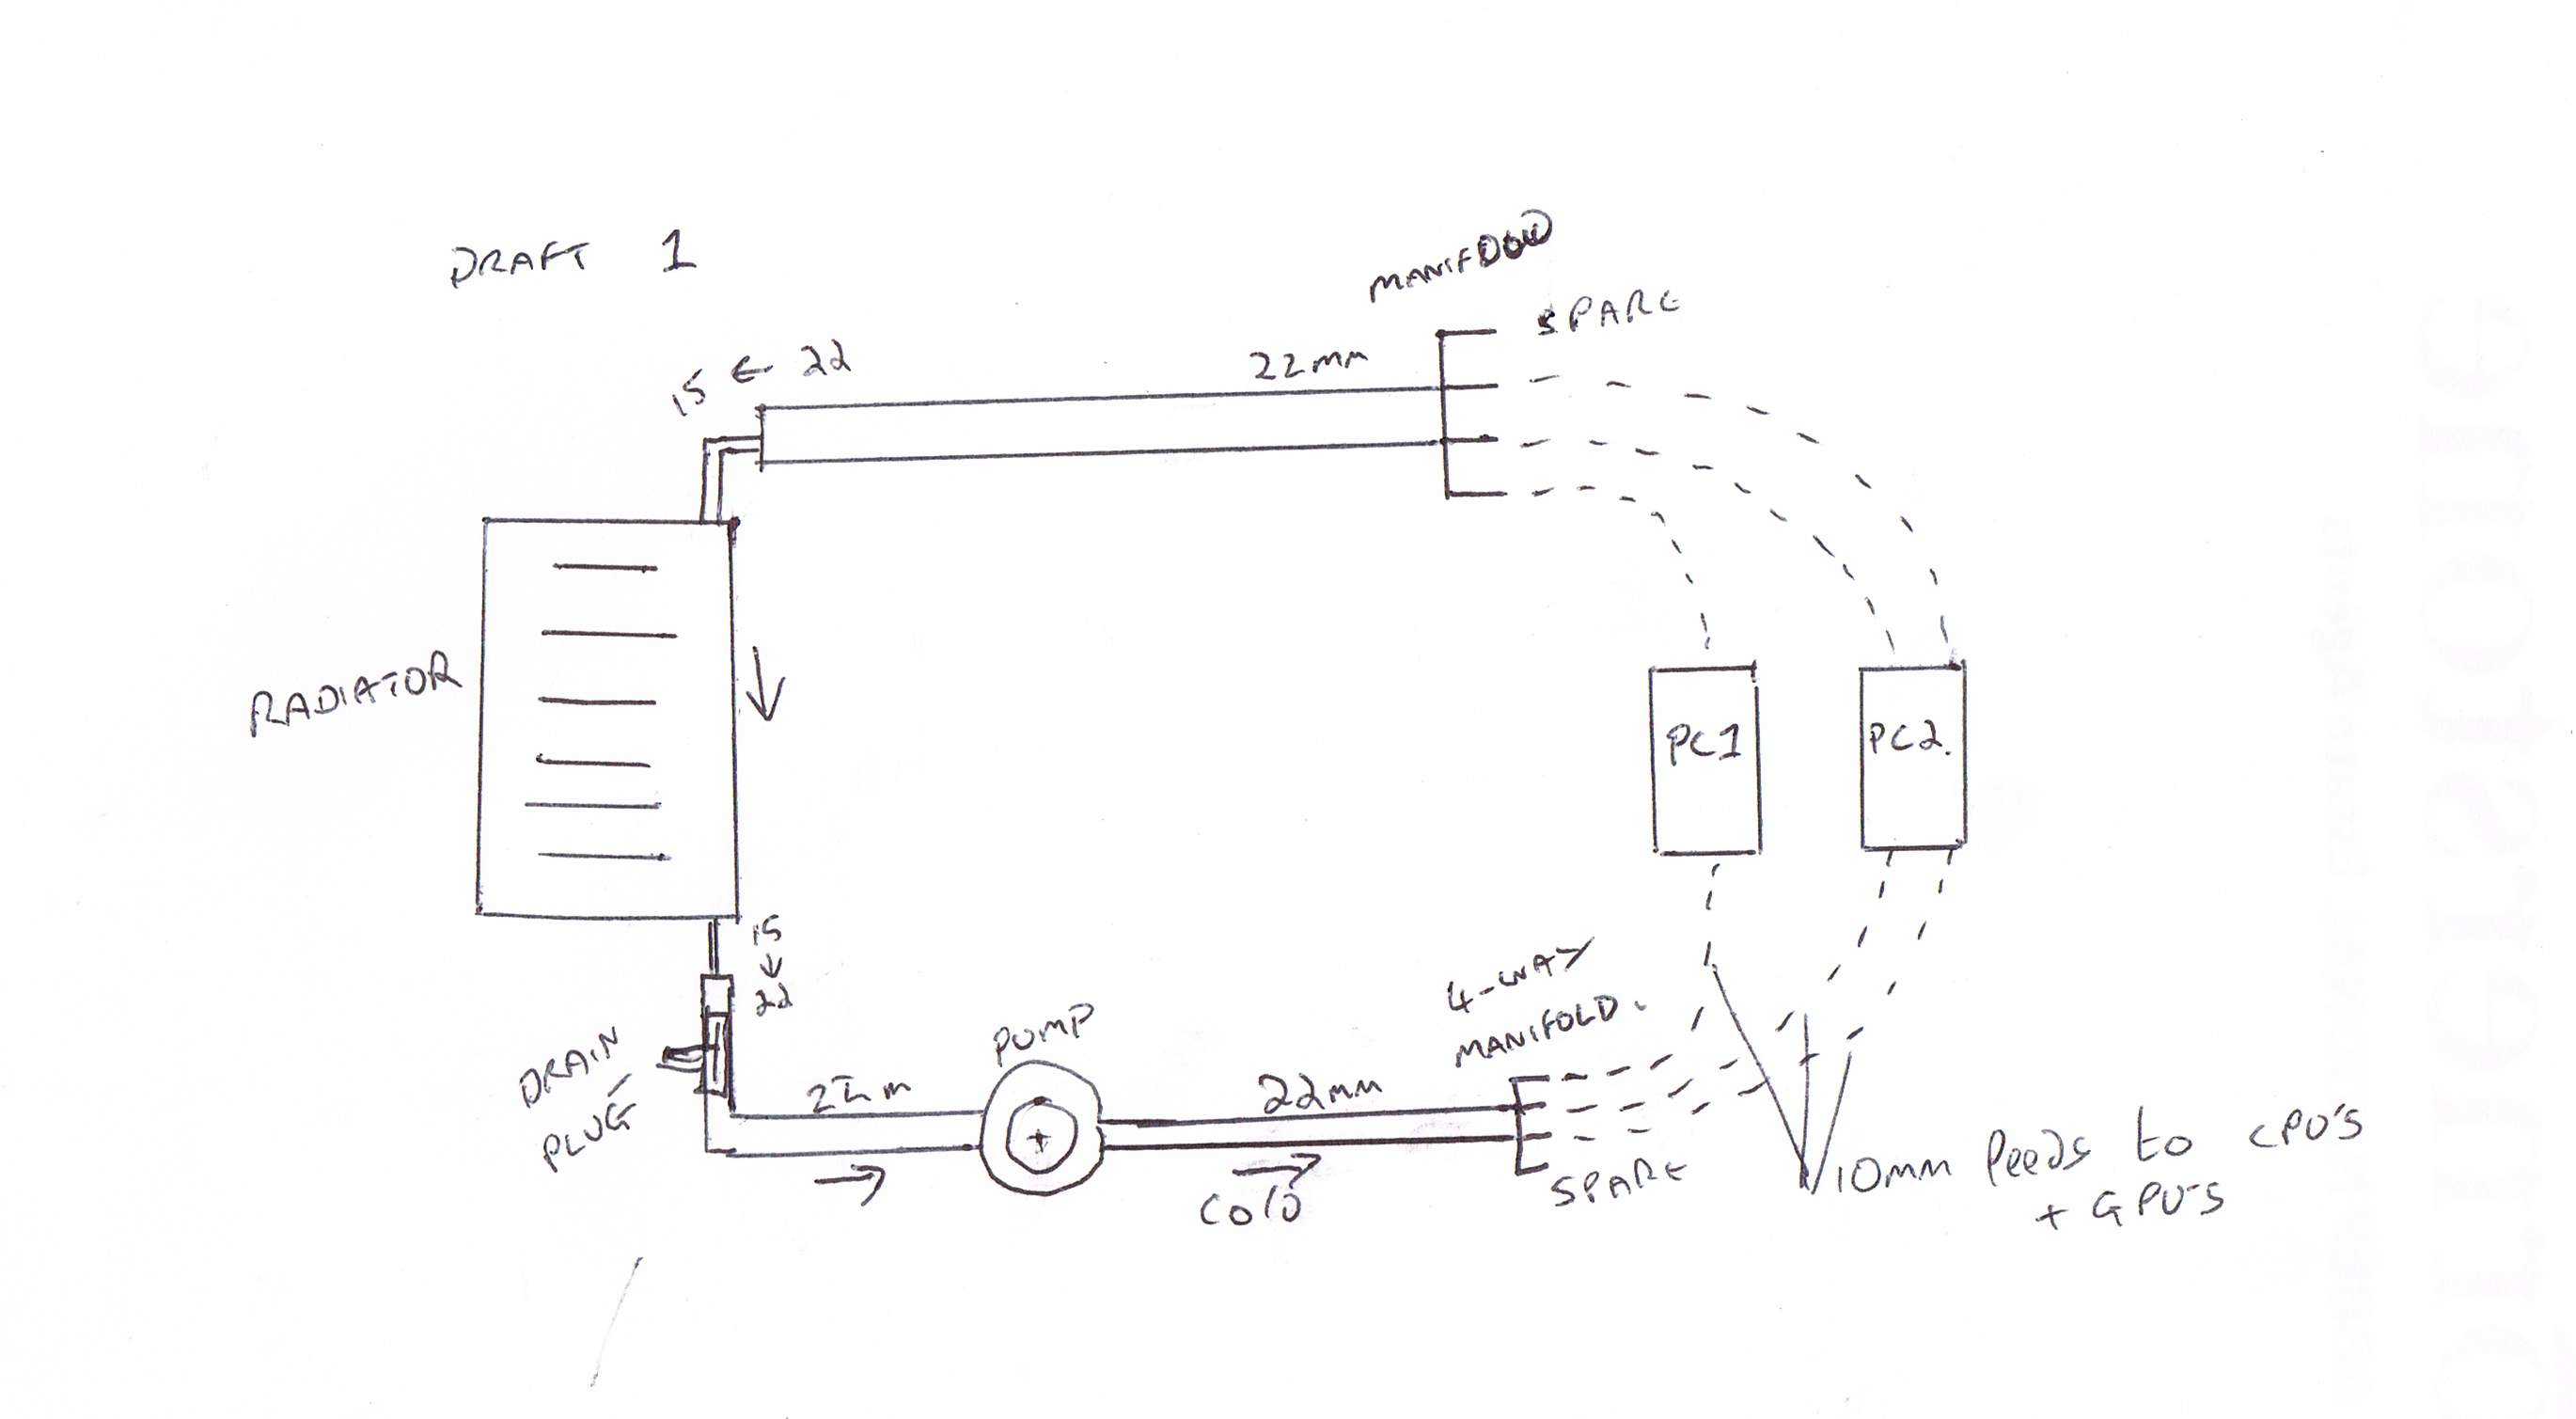 DRAFT 1
MANIFOLD
SPARE
15 ← 22
22mm
RADIATOR
PC1
PC2.
15
↓
22
4-WAY
MANIFOLD.
DRAIN
PLUG
PUMP
22m
22mm
SPARE
Cold
10mm feeds to CPU'S
+ GPU'S